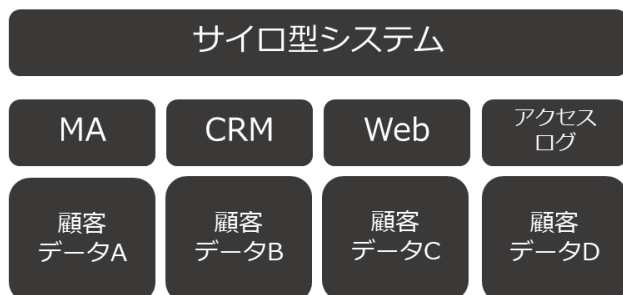 サイロ型システム
MA
CRM
Web
アクセス
ログ
顧客
データA
顧客
データB
顧客
データC
顧客
データD